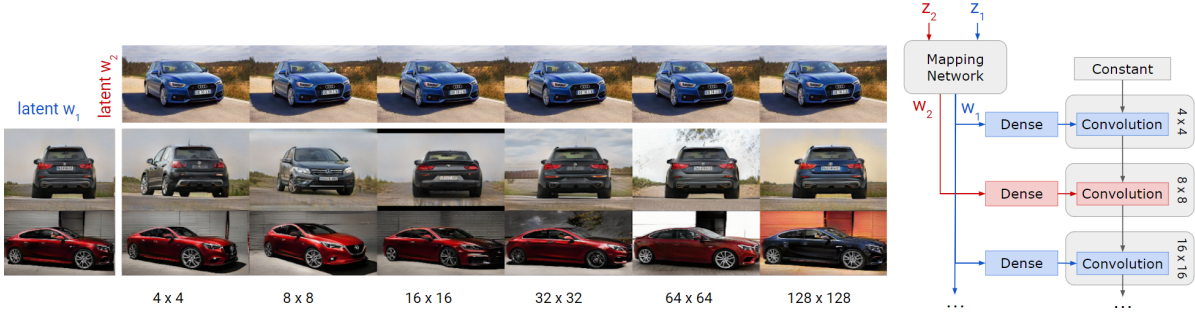 latent w1
latent w2
4 x 4
8 x 8
16 x 16
32 x 32
64 x 64
128 x 128
z2
z1
Mapping
Network
Constant
w2
w1
Dense
Convolution
4 x 4
Dense
Convolution
8 x 8
Dense
Convolution
16 x 16
...
...